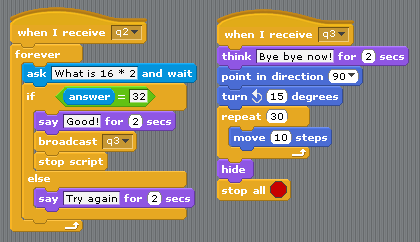 when I receive q2
forever
ask What is 16 * 2 and wait
if answer = 32
say Good! for 2 secs
broadcast q3
stop script
else
say Try again for 2 secs
when I receive q3
think Bye bye now! for 2 secs
point in direction 90
turn 15 degrees
repeat 30
move 10 steps
hide
stop all